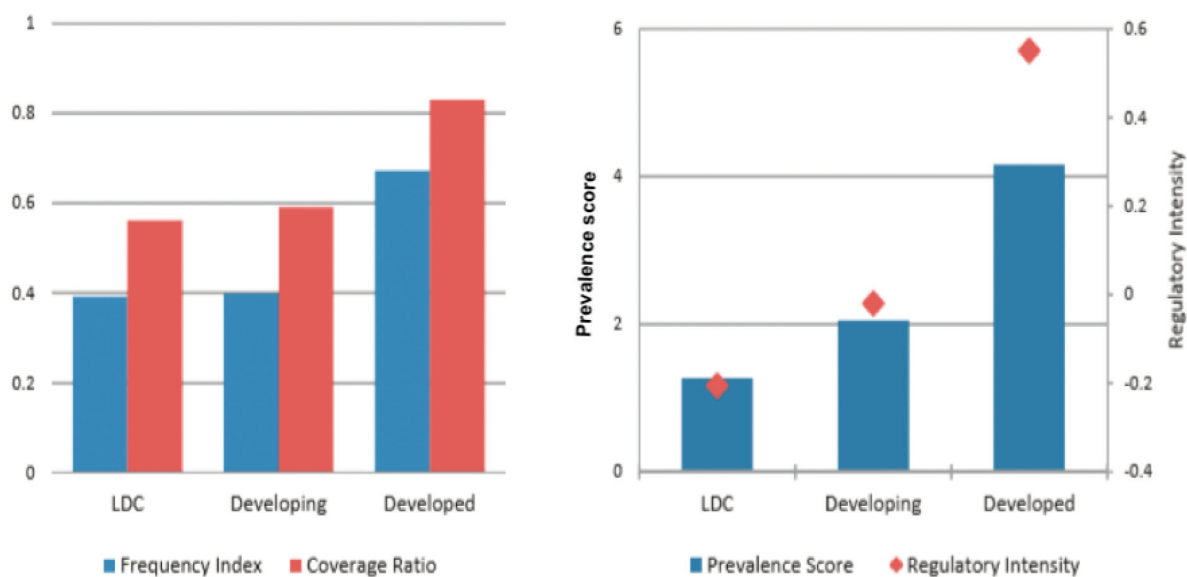 1
0.8
0.6
0.4
0.2
0
LDC Developing Developed
Frequency Index Coverage Ratio
6
4
2
0
Prevalence score
0.6
0.4
0.2
0
-0.2
-0.4
Regulatory Intensity
LDC Developing Developed
Prevalence Score Regulatory Intensity